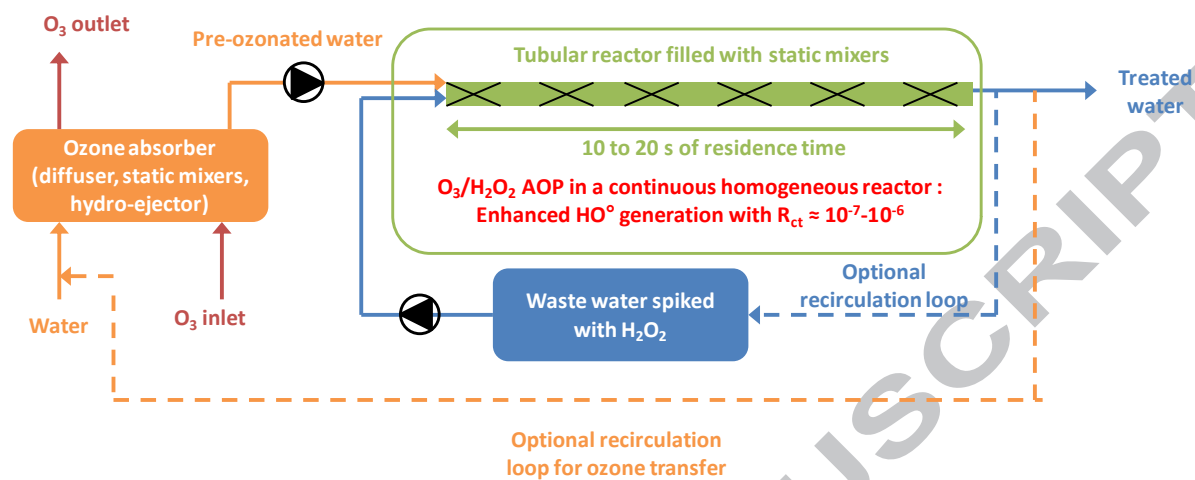 O₃ outlet
Pre-ozonated water
Tubular reactor filled with static mixers
Treated
water
Ozone absorber
(diffuser, static mixers,
hydro-ejector)
10 to 20 s of residence time
O₃/H₂O₂ AOP in a continuous homogeneous reactor :
Enhanced HO° generation with Rct ≈ 10⁻⁷-10⁻⁶
Optional
recirculation loop
Waste water spiked
with H₂O₂
Water
O₃ inlet
Optional recirculation
loop for ozone transfer
USCRIPT